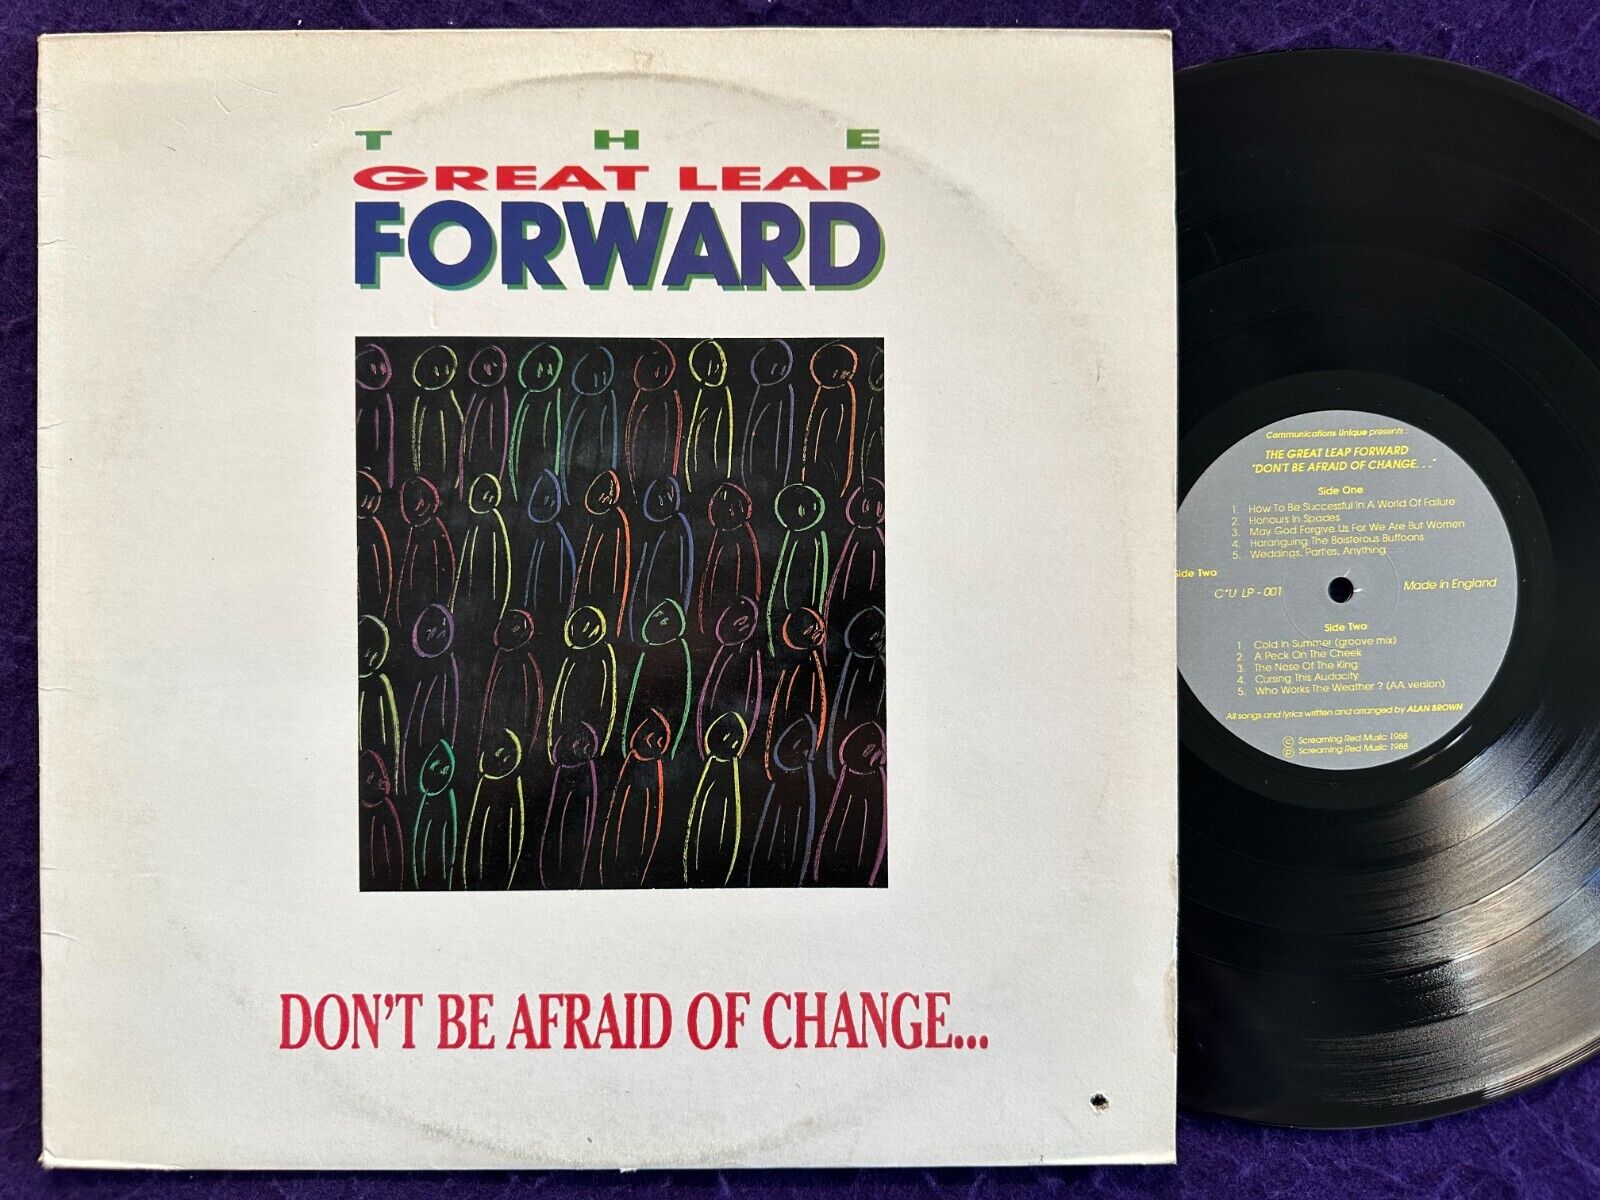 THE
GREAT LEAP
FORWARD
DON'T BE AFRAID OF CHANGE...
Communications Unique presents :
THE GREAT LEAP FORWARD
"DON'T BE AFRAID OF CHANGE. . ."
Side One
1. How To Be Successful In A World Of Failure
2. Honours In Spades
3. May God Forgive Us For We Are But Women
4. Haranguing The Boisterous Buffoons
5. Weddings, Parties, Anything . . . .
Side Two
C*U LP - 001
Made in England
Side Two
1. Cold In Summer (groove mix)
2. A Peck On The Cheek
3. The Nose Of The King
4. Cursing This Audacity
5. Who Works The Weather ? (AA version)
All songs and lyrics written and arranged by ALAN BROWN
© Screaming Red Music 1988
℗ Screaming Red Music 1988